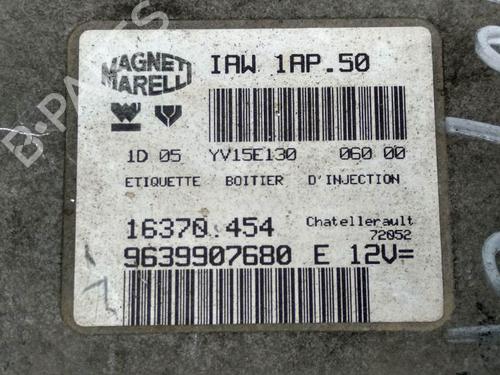 MAGNETI
MARELLI
IAW 1AP.50
1D 05 YV15E130 060 00
ETIQUETTE BOITIER D'INJECTION
16370.454
Chatellerault
72052
9639907680 E 12V=